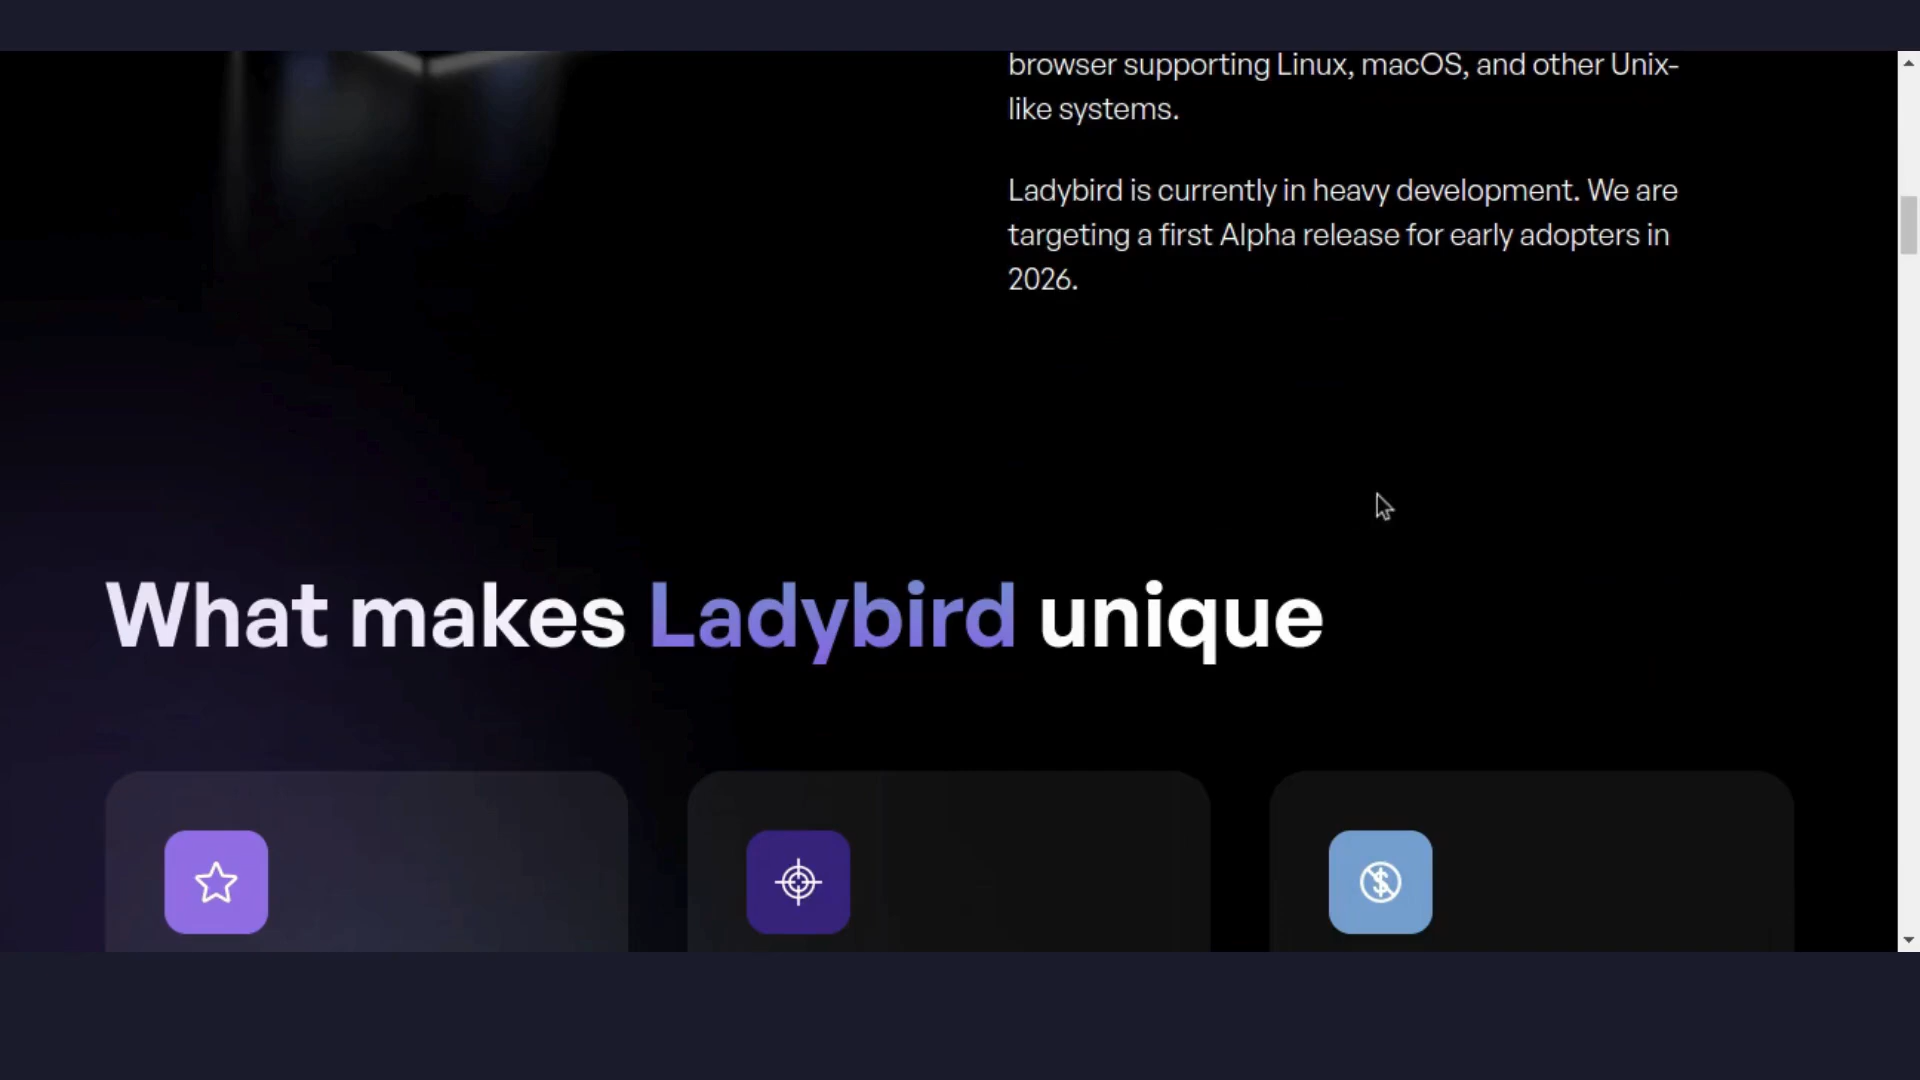 browser supporting Linux, macOS, and other Unix-
like systems.
Ladybird is currently in heavy development. We are
targeting a first Alpha release for early adopters in
2026.
What makes Ladybird unique